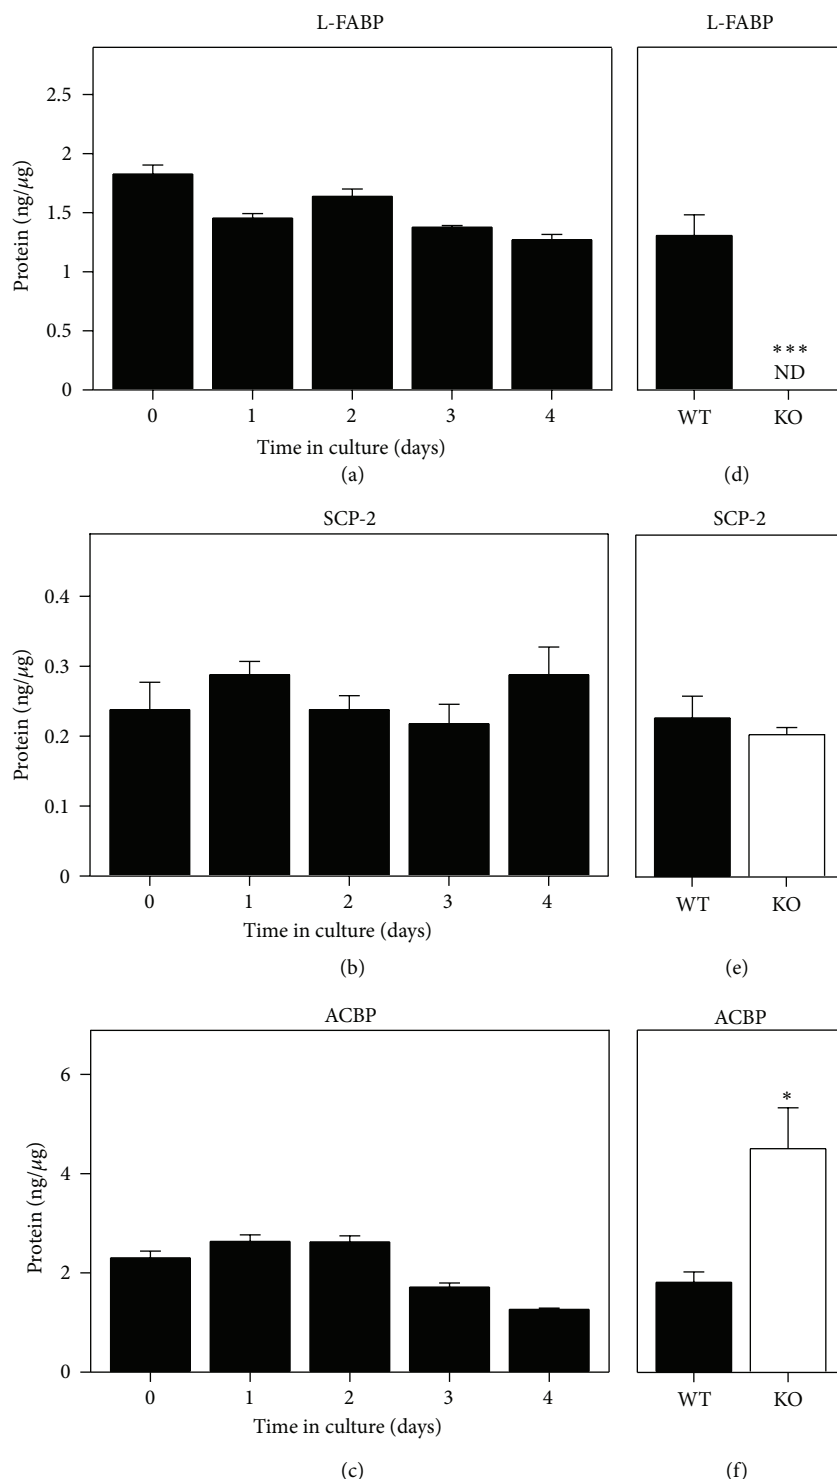 L-FABP
Protein (ng/μg)
2.5
2
1.5
1
0.5
0
0 1 2 3 4
Time in culture (days)
(a)
L-FABP
***
ND
WT KO
(d)
SCP-2
Protein (ng/μg)
0.4
0.3
0.2
0.1
0
0 1 2 3 4
Time in culture (days)
(b)
SCP-2
WT KO
(e)
ACBP
Protein (ng/μg)
6
4
2
0
0 1 2 3 4
Time in culture (days)
(c)
ACBP
*
WT KO
(f)